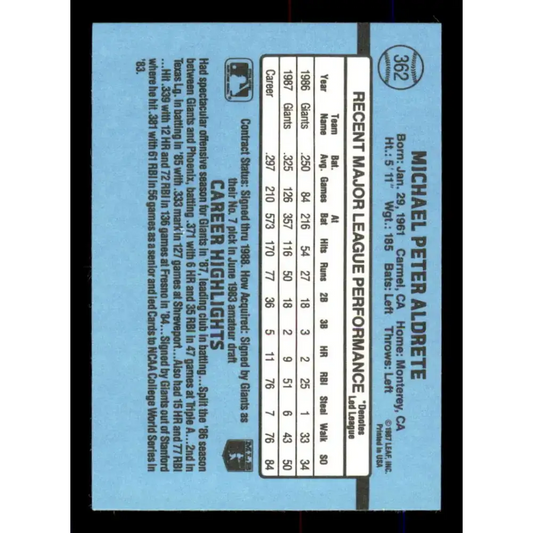 362
MICHAEL PETER ALDRETE
Born: Jan. 29, 1961 Carmel, CA Home: Monterey, CA
Ht.: 5' 11" Wgt.: 185 Bats: Left Throws: Left
© 1987 LEAF, INC.
Printed in USA
RECENT MAJOR LEAGUE PERFORMANCE *Denotes Led League
Year Team Name Bat. Avg. Games At Bat Hits Runs 2B 3B HR RBI Steal Walk SO
1986 Giants .250 84 216 54 27 18 3 2 25 1 33 34
1987 Giants .325 126 357 116 50 18 2 9 51 6 43 50
Career .297 210 573 170 77 36 5 11 76 7 76 84
Contract Status: Signed thru 1988. How Acquired: Signed by Giants as
their No. 7 pick in June 1983 amateur draft
CAREER HIGHLIGHTS
MLB
Had spectacular offensive season for Giants in '87, leading club in batting...Split the '86 season
between Giants and Phoenix, batting .371 with 6 HR and 35 RBI in 47 games at Triple A...2nd in
Texas Lg. in batting in '85 with .333 mark in 127 games at Shreveport...Also had 15 HR and 77 RBI
...Hit .339 with 12 HR and 72 RBI in 136 games at Fresno in '84...Signed by Giants out of Stanford
where he hit .381 with 61 RBI in 56 games as a senior and led Cards to NCAA College World Series in
'83.